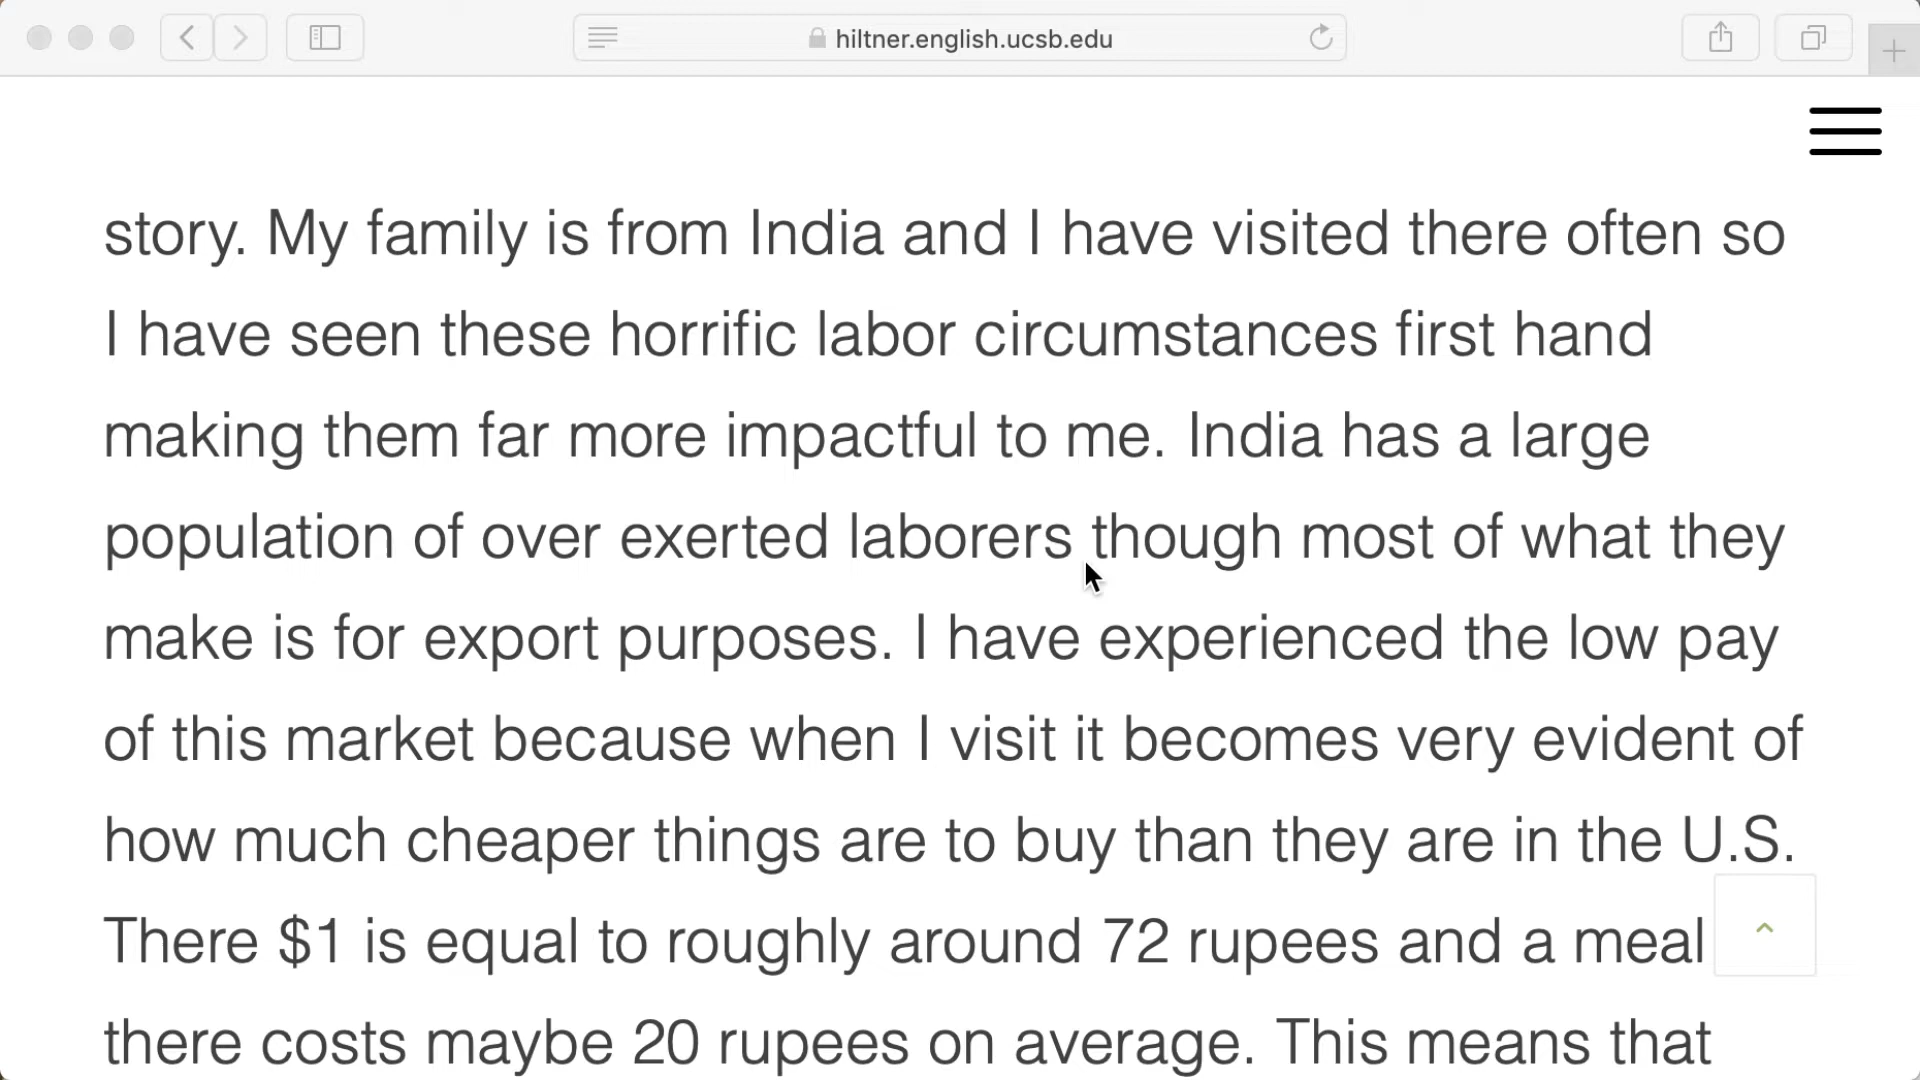 hiltner.english.ucsb.edu
story. My family is from India and I have visited there often so
I have seen these horrific labor circumstances first hand
making them far more impactful to me. India has a large
population of over exerted laborers though most of what they
make is for export purposes. I have experienced the low pay
of this market because when I visit it becomes very evident of
how much cheaper things are to buy than they are in the U.S.
There $1 is equal to roughly around 72 rupees and a meal
there costs maybe 20 rupees on average. This means that